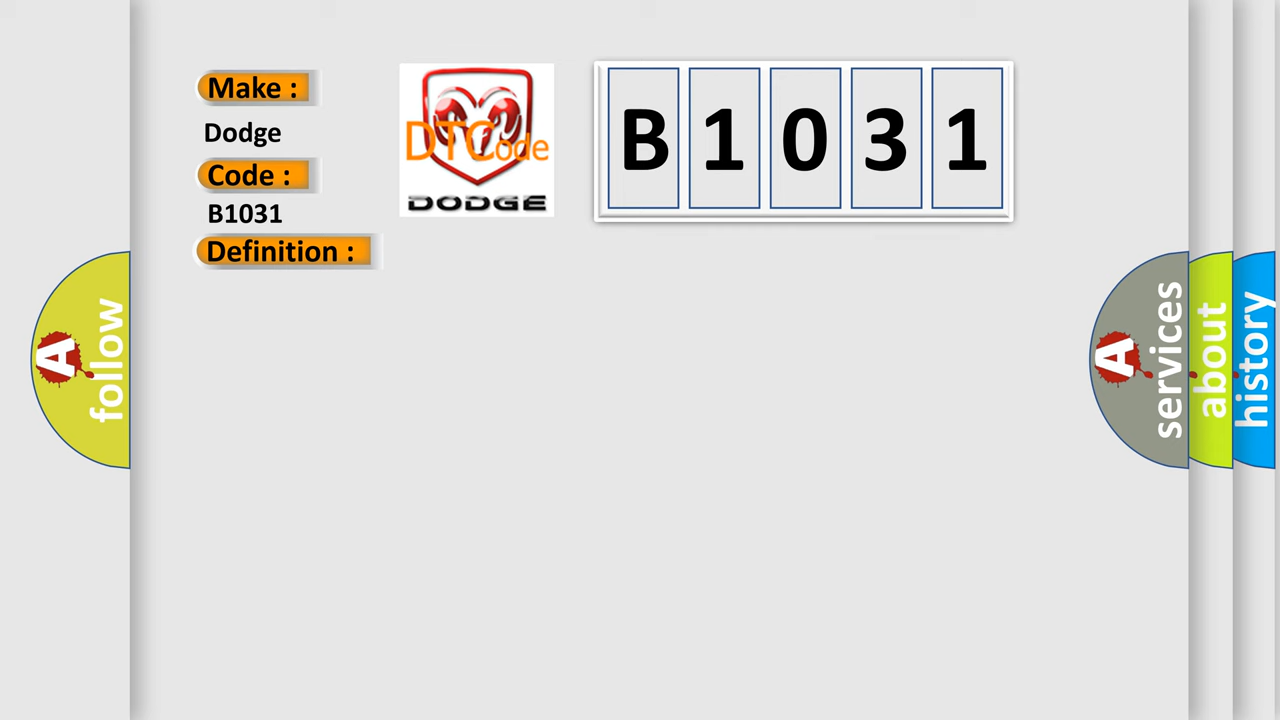 Make :
Dodge
Code :
B1031
Definition :
DTCode
DODGE
B 1 0 3 1
A
follow
A
services
about
history